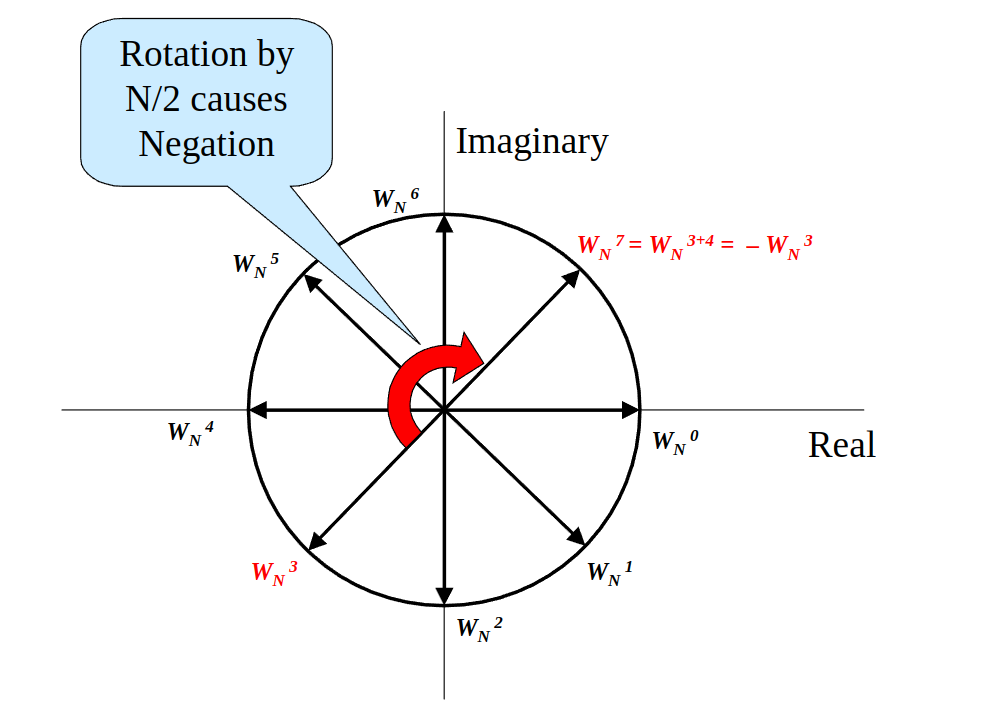 Rotation by
N/2 causes
Negation
Imaginary
W_N^6
W_N^7 = W_N^{3+4} = – W_N^3
W_N^5
W_N^4
W_N^0
Real
W_N^3
W_N^1
W_N^2